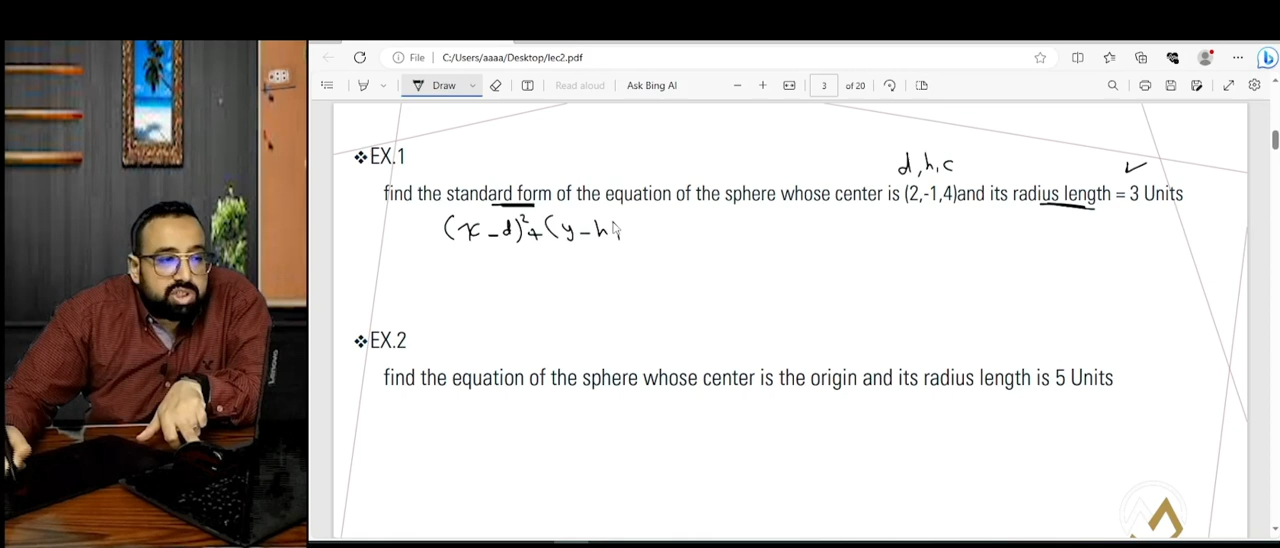 File C:/Users/aaaa/Desktop/lec2.pdf
Draw Read aloud Ask Bing AI 3 of 20
❖EX.1
d, h, c ✓
find the standard form of the equation of the sphere whose center is (2,-1,4)and its radius length = 3 Units
(x - d)² + (y - h
❖EX.2
find the equation of the sphere whose center is the origin and its radius length is 5 Units
Lenovo